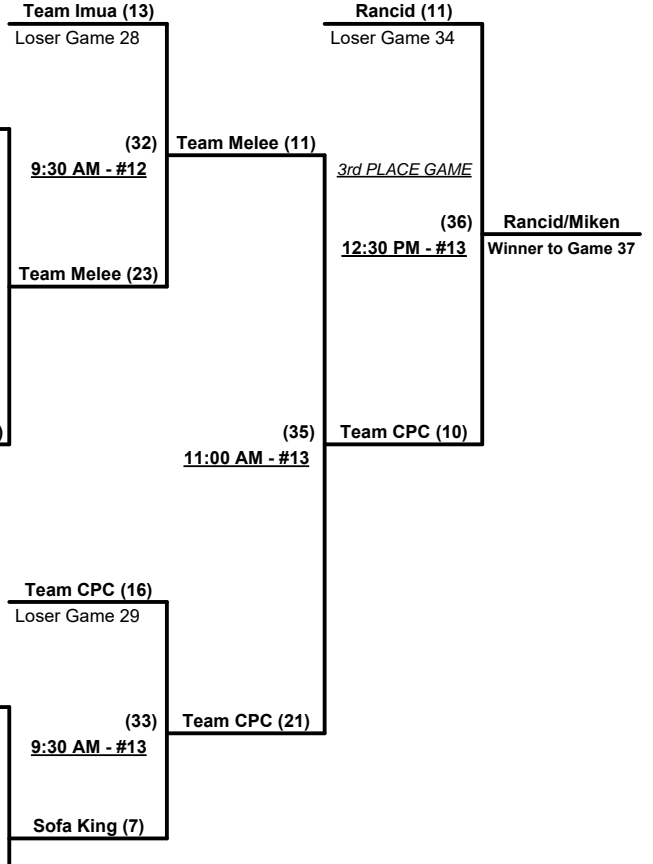 Team Imua (13)
Loser Game 28
Rancid (11)
Loser Game 34
(32)
9:30 AM - #12
Team Melee (11)
3rd PLACE GAME
(36)
12:30 PM - #13
Rancid/Miken
Winner to Game 37
Team Melee (23)
)
(35)
11:00 AM - #13
Team CPC (10)
Team CPC (16)
Loser Game 29
(33)
9:30 AM - #13
Team CPC (21)
Sofa King (7)